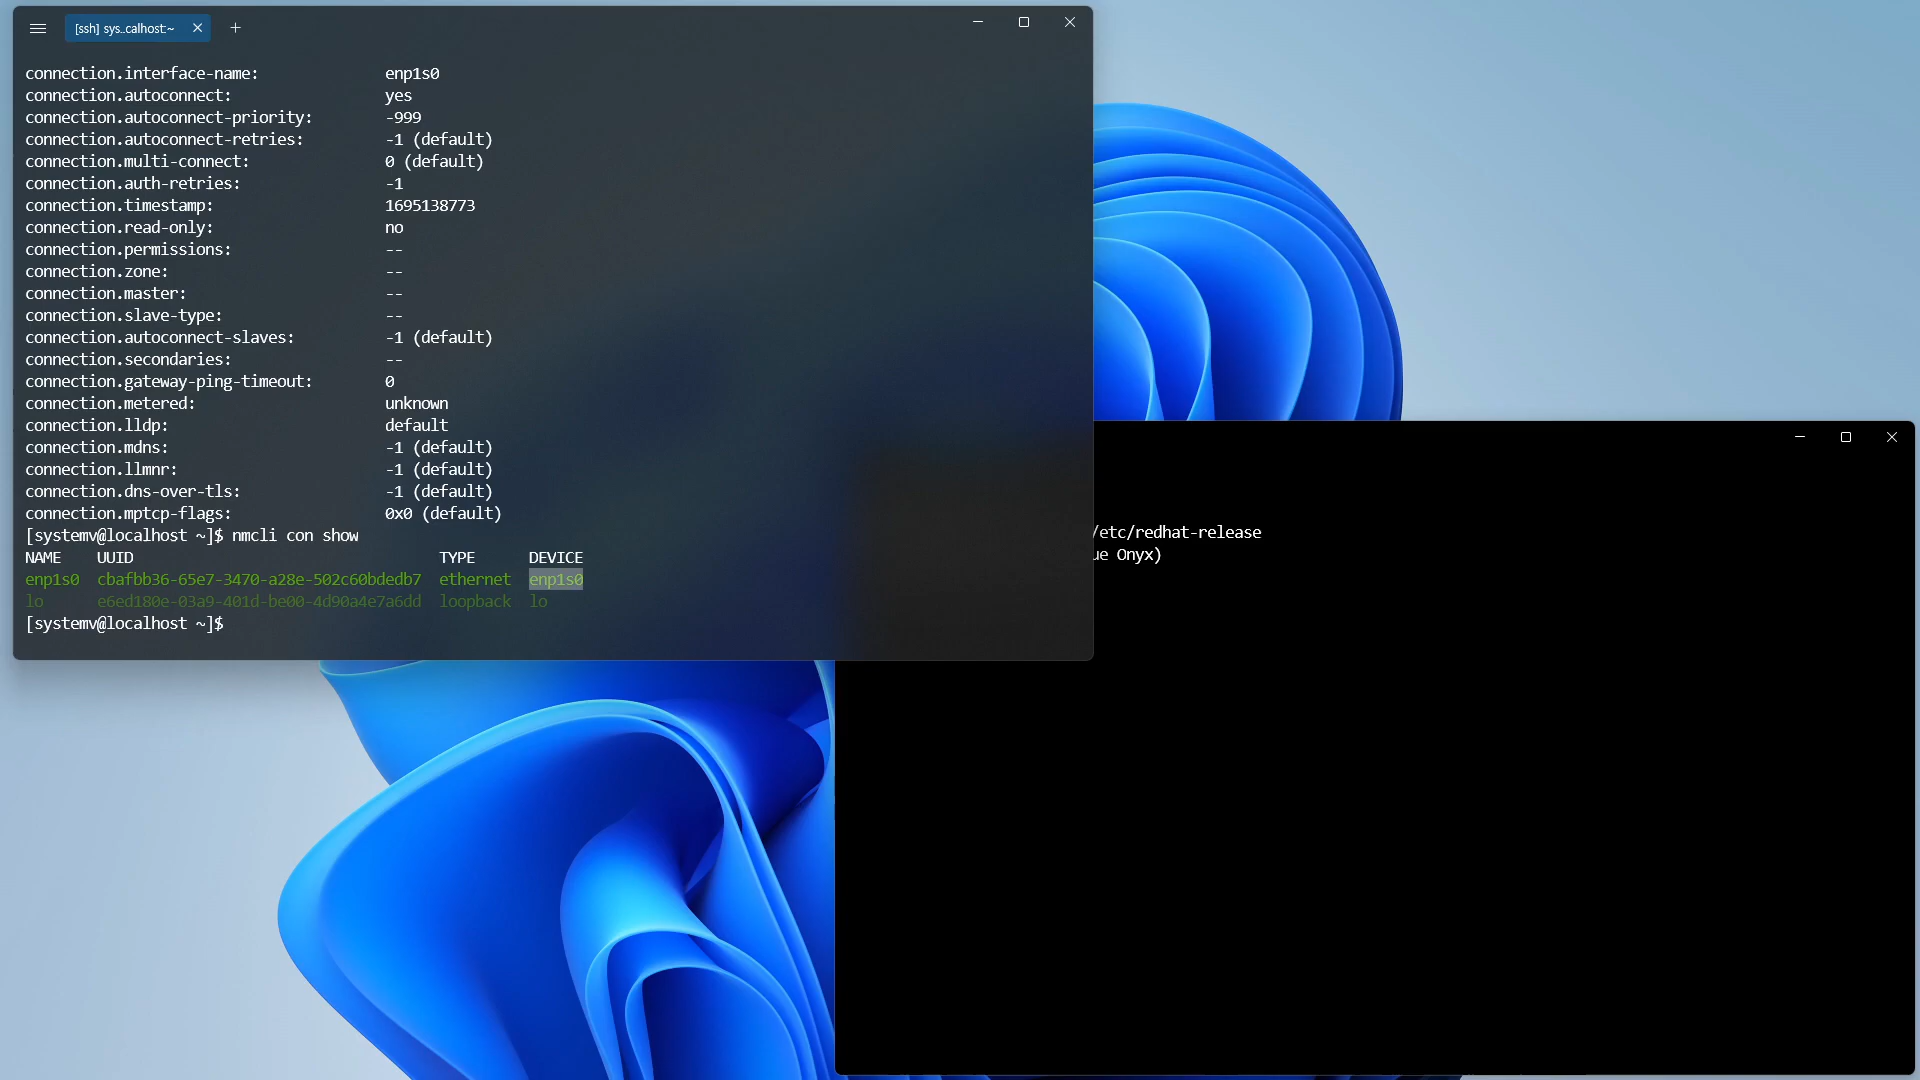 [ssh] sys..calhost:~
connection.interface-name: enp1s0
connection.autoconnect: yes
connection.autoconnect-priority: -999
connection.autoconnect-retries: -1 (default)
connection.multi-connect: 0 (default)
connection.auth-retries: -1
connection.timestamp: 1695138773
connection.read-only: no
connection.permissions: --
connection.zone: --
connection.master: --
connection.slave-type: --
connection.autoconnect-slaves: -1 (default)
connection.secondaries: --
connection.gateway-ping-timeout: 0
connection.metered: unknown
connection.lldp: default
connection.mdns: -1 (default)
connection.llmnr: -1 (default)
connection.dns-over-tls: -1 (default)
connection.mptcp-flags: 0x0 (default)
[systemv@localhost ~]$ nmcli con show
NAME UUID TYPE DEVICE
enp1s0 cbafbb36-65e7-3470-a28e-502c60bdedb7 ethernet enp1s0
lo e6ed180e-03a9-401d-be00-4d90a4e7a6dd loopback lo
[systemv@localhost ~]$
/etc/redhat-release
ue Onyx)